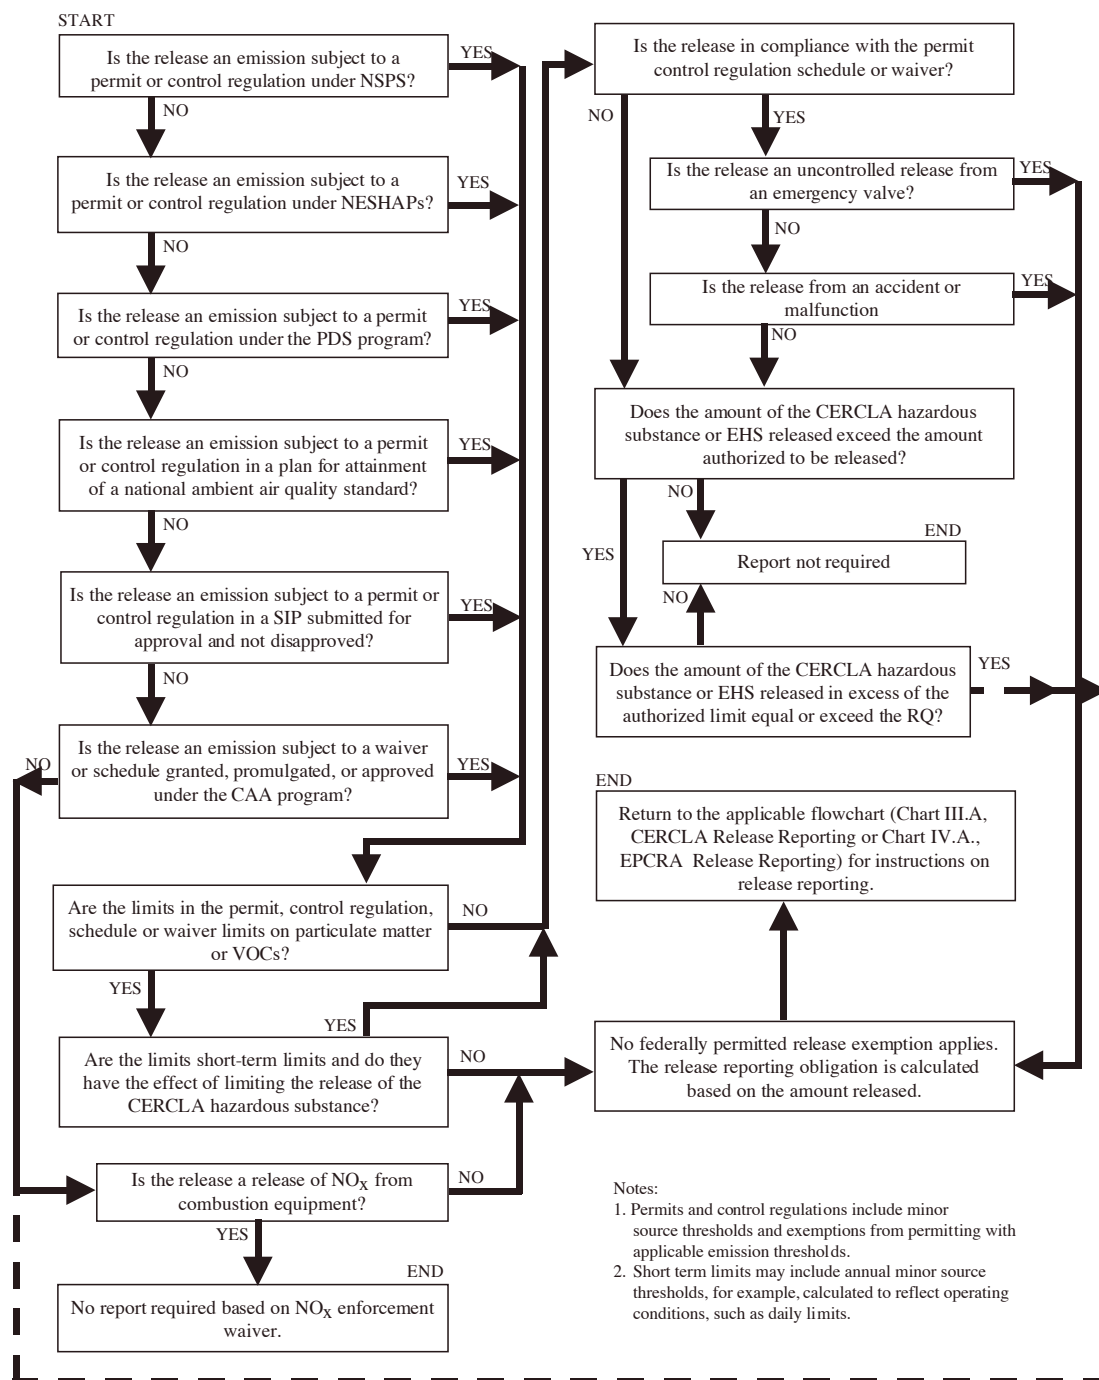 START
Is the release an emission subject to a
permit or control regulation under NSPS?
YES
NO
Is the release an emission subject to a
permit or control regulation under NESHAPs?
YES
NO
Is the release an emission subject to a permit
or control regulation under the PDS program?
YES
NO
Is the release an emission subject to a permit
or control regulation in a plan for attainment
of a national ambient air quality standard?
YES
NO
Is the release an emission subject to a permit or
control regulation in a SIP submitted for
approval and not disapproved?
YES
NO
Is the release an emission subject to a waiver
or schedule granted, promulgated, or approved
under the CAA program?
NO
YES
Are the limits in the permit, control regulation,
schedule or waiver limits on particulate matter
or VOCs?
NO
YES
YES
Are the limits short-term limits and do they
have the effect of limiting the release of the
CERCLA hazardous substance?
NO
Is the release a release of NOx from
combustion equipment?
NO
YES
END
No report required based on NOx enforcement
waiver.
Is the release in compliance with the permit
control regulation schedule or waiver?
NO
YES
Is the release an uncontrolled release from
an emergency valve?
YES
NO
Is the release from an accident or
malfunction
YES
NO
Does the amount of the CERCLA hazardous
substance or EHS released exceed the amount
authorized to be released?
NO
YES
END
Report not required
NO
Does the amount of the CERCLA hazardous
substance or EHS released in excess of the
authorized limit equal or exceed the RQ?
YES
END
Return to the applicable flowchart (Chart III.A,
CERCLA Release Reporting or Chart IV.A.,
EPCRA Release Reporting) for instructions on
release reporting.
No federally permitted release exemption applies.
The release reporting obligation is calculated
based on the amount released.
Notes:
1. Permits and control regulations include minor
source thresholds and exemptions from permitting with
applicable emission thresholds.
2. Short term limits may include annual minor source
thresholds, for example, calculated to reflect operating
conditions, such as daily limits.